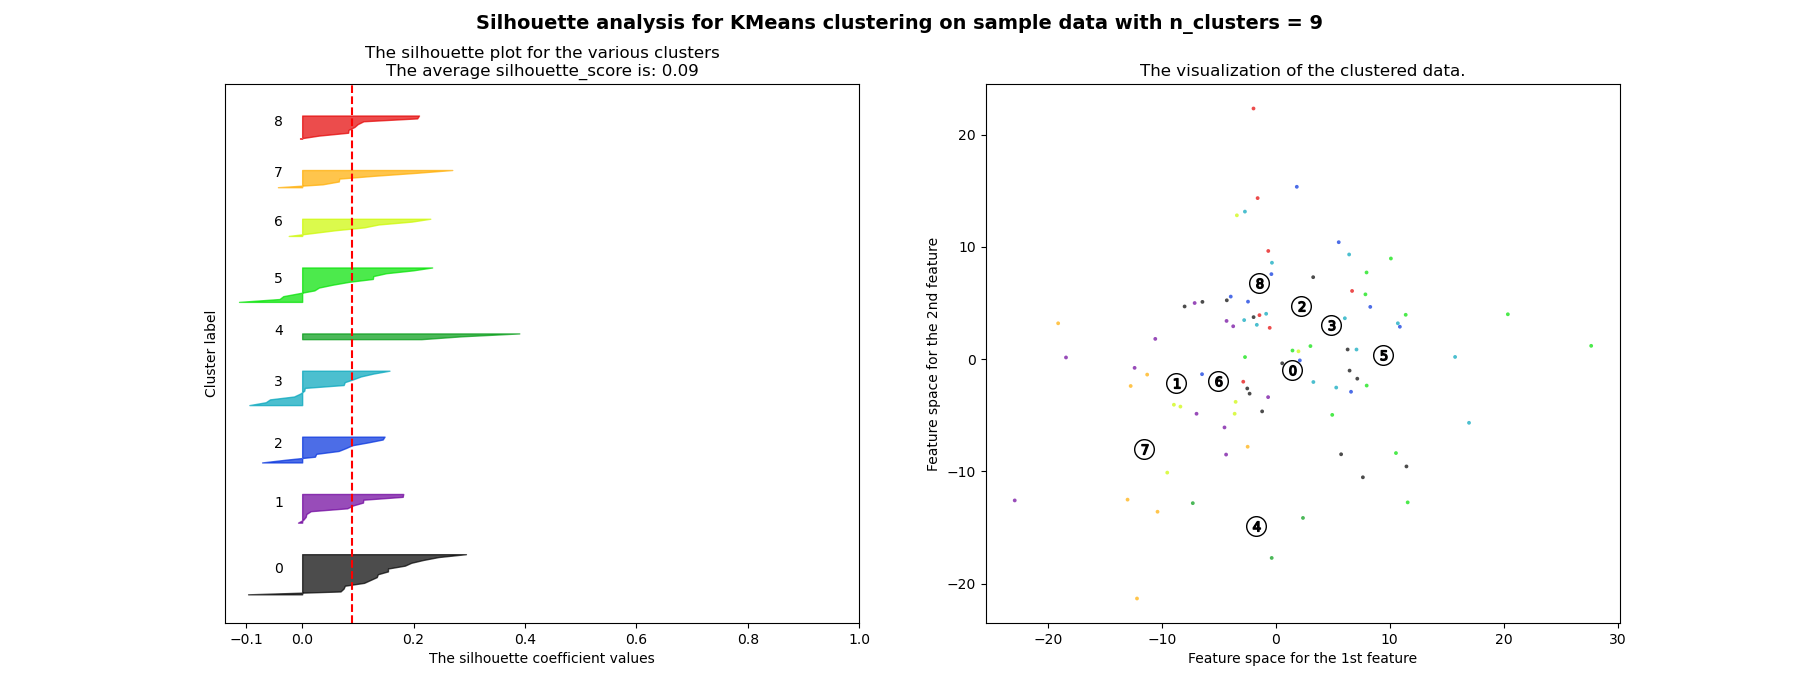 Silhouette analysis for KMeans clustering on sample data with n_clusters = 9
The silhouette plot for the various clusters
The average silhouette_score is: 0.09
8
7
6
5
4
3
2
1
0
Cluster label
−0.1 0.0 0.2 0.4 0.6 0.8 1.0
The silhouette coefficient values
The visualization of the clustered data.
20
10
0
−10
−20
Feature space for the 2nd feature
8
2
3
5
0
1 6
7
4
−20 −10 0 10 20 30
Feature space for the 1st feature